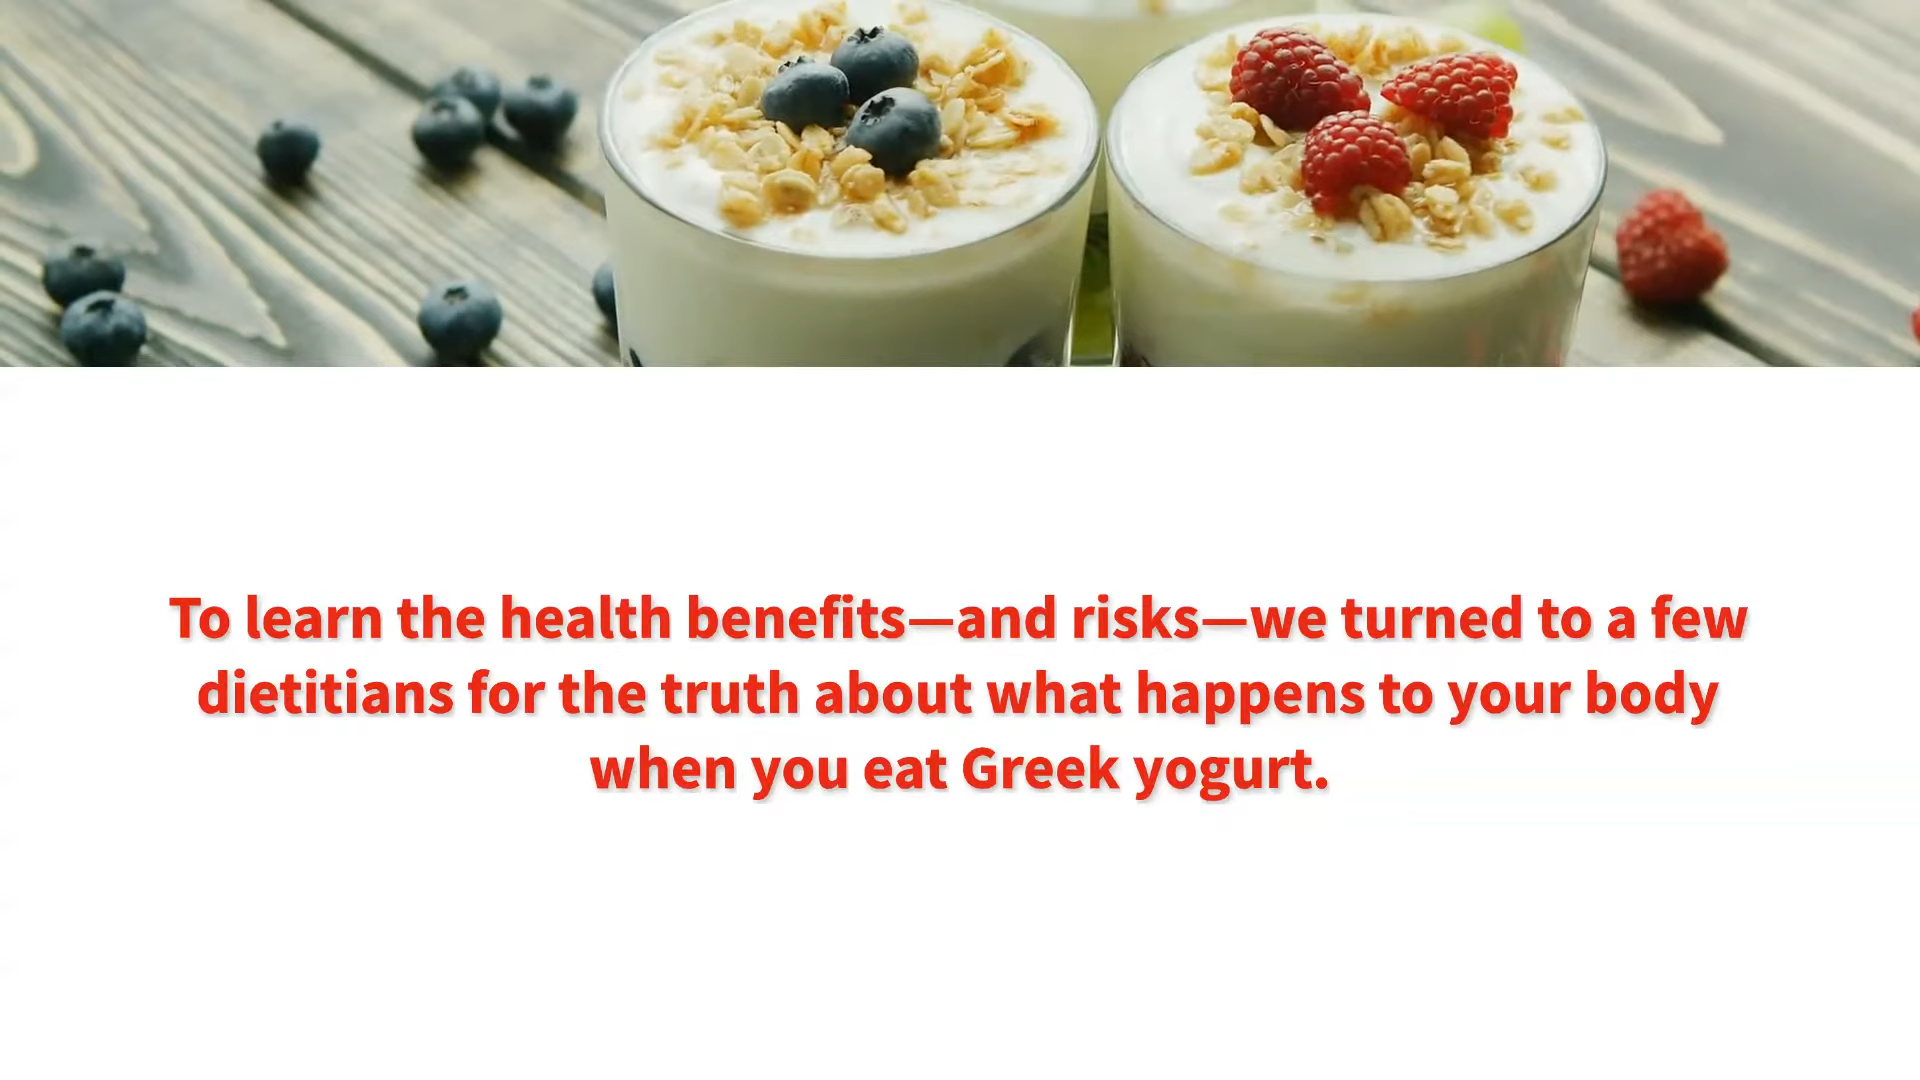 To learn the health benefits—and risks—we turned to a few
dietitians for the truth about what happens to your body
when you eat Greek yogurt.